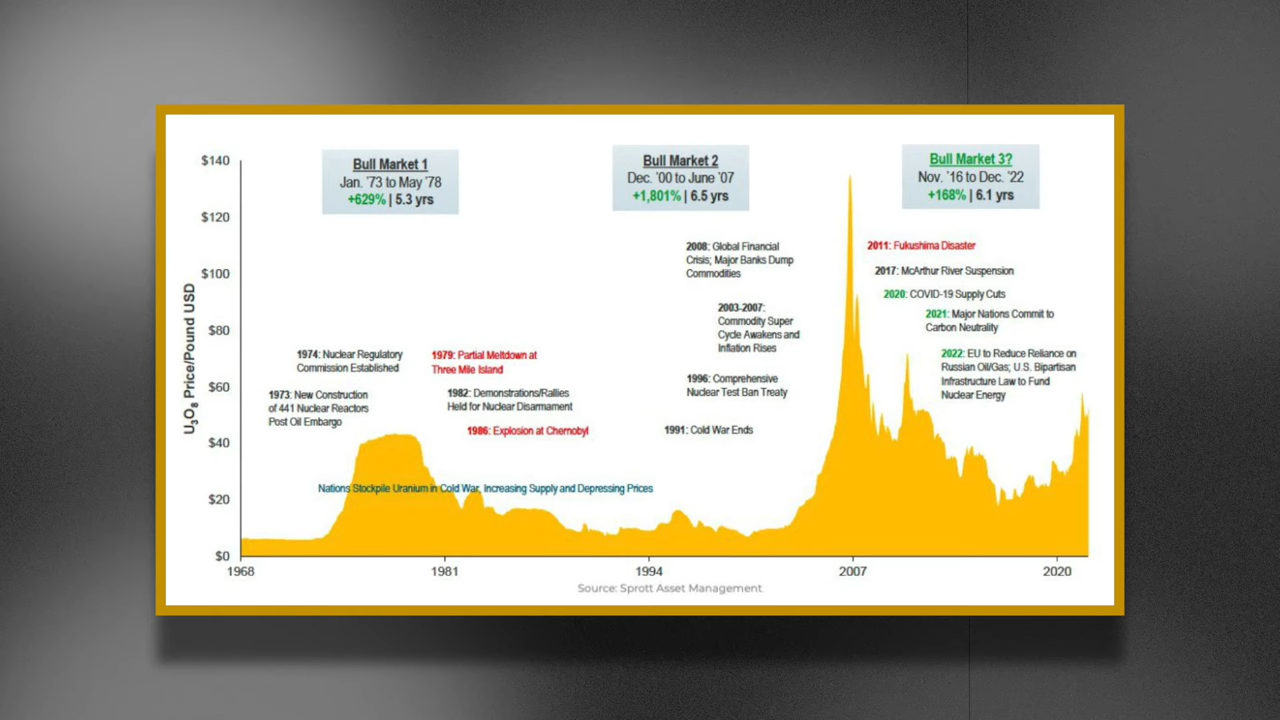 Bull Market 1
Jan. '73 to May '78
+629% | 5.3 yrs
Bull Market 2
Dec. '00 to June '07
+1,801% | 6.5 yrs
Bull Market 3?
Nov. '16 to Dec. '22
+168% | 6.1 yrs
U3O8 Price/Pound USD
$140
$120
$100
$80
$60
$40
$20
$0
1974: Nuclear Regulatory
Commission Established
1973: New Construction
of 441 Nuclear Reactors
Post Oil Embargo
1979: Partial Meltdown at
Three Mile Island
1982: Demonstrations/Rallies
Held for Nuclear Disarmament
1986: Explosion at Chernobyl
Nations Stockpile Uranium in Cold War, Increasing Supply and Depressing Prices
2008: Global Financial
Crisis; Major Banks Dump
Commodities
2003-2007:
Commodity Super
Cycle Awakens and
Inflation Rises
1996: Comprehensive
Nuclear Test Ban Treaty
1991: Cold War Ends
2011: Fukushima Disaster
2017: McArthur River Suspension
2020: COVID-19 Supply Cuts
2021: Major Nations Commit to
Carbon Neutrality
2022: EU to Reduce Reliance on
Russian Oil/Gas; U.S. Bipartisan
Infrastructure Law to Fund
Nuclear Energy
1968
1981
1994
2007
2020
Source: Sprott Asset Management